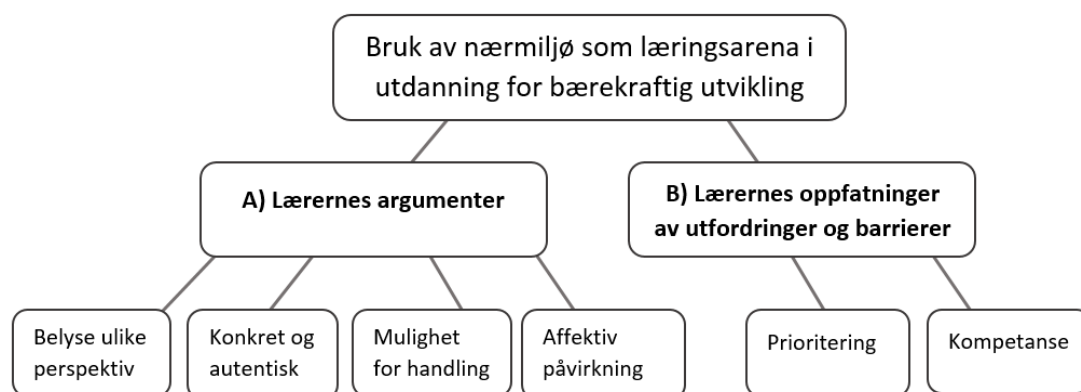 Bruk av nærmiljø som læringsarena i
utdanning for bærekraftig utvikling
A) Lærernes argumenter
B) Lærernes oppfatninger
av utfordringer og barrierer
Belyse ulike
perspektiv
Konkret og
autentisk
Mulighet
for handling
Affektiv
påvirkning
Prioritering
Kompetanse